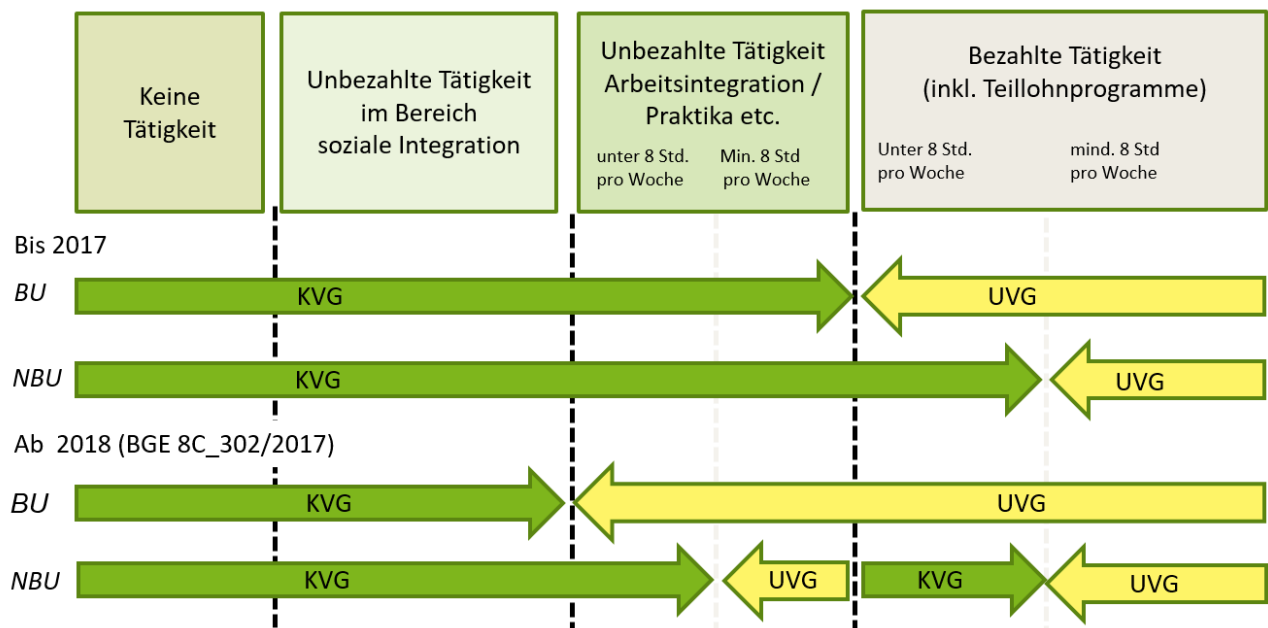 Keine
Tätigkeit
Unbezahlte Tätigkeit
im Bereich
soziale Integration
Unbezahlte Tätigkeit
Arbeitsintegration /
Praktika etc.
unter 8 Std.
pro Woche
Min. 8 Std
pro Woche
Bezahlte Tätigkeit
(inkl. Teillohnprogramme)
Unter 8 Std.
pro Woche
mind. 8 Std
pro Woche
Bis 2017
BU
KVG
UVG
NBU
KVG
UVG
Ab 2018 (BGE 8C_302/2017)
BU
KVG
UVG
NBU
KVG
UVG
KVG
UVG